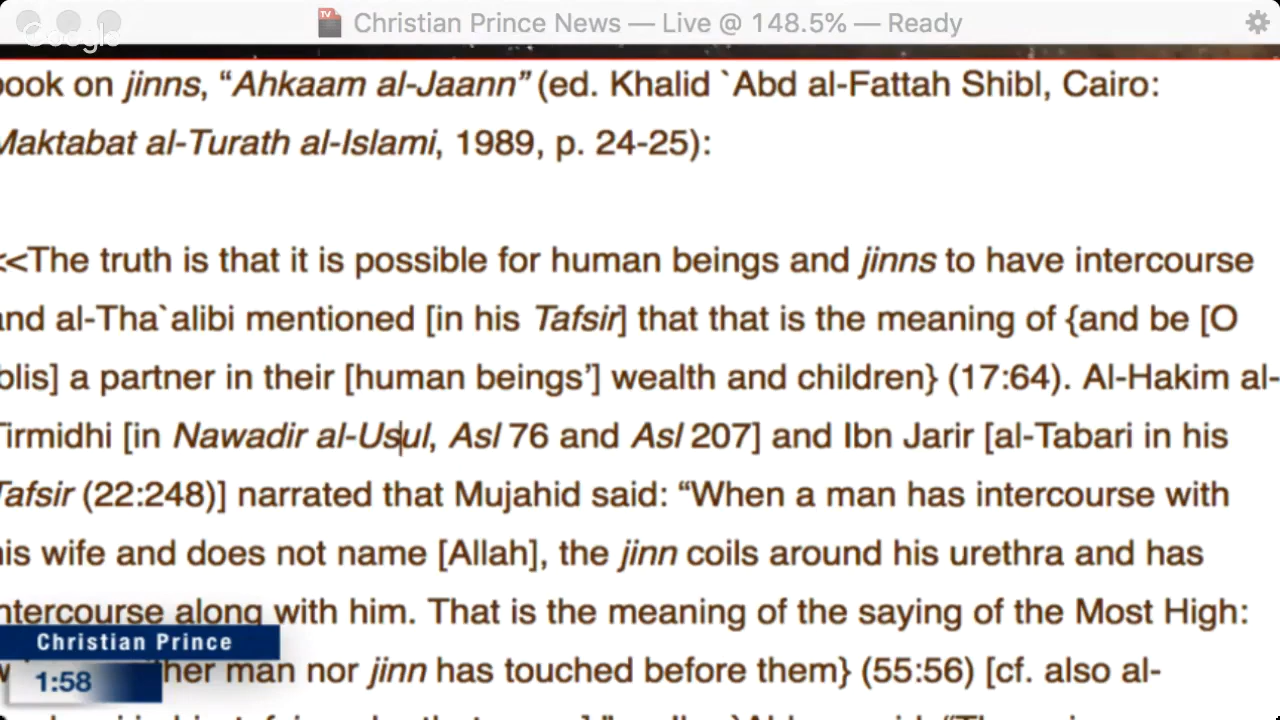 Christian Prince News — Live @ 148.5% — Ready
Google
book on jinns, “Ahkaam al-Jaann” (ed. Khalid `Abd al-Fattah Shibl, Cairo:
Maktabat al-Turath al-Islami, 1989, p. 24-25):
<<The truth is that it is possible for human beings and jinns to have intercourse
and al-Tha`alibi mentioned [in his Tafsir] that that is the meaning of {and be [O
blis] a partner in their [human beings’] wealth and children} (17:64). Al-Hakim al-
Tirmidhi [in Nawadir al-Usul, Asl 76 and Asl 207] and Ibn Jarir [al-Tabari in his
Tafsir (22:248)] narrated that Mujahid said: “When a man has intercourse with
his wife and does not name [Allah], the jinn coils around his urethra and has
intercourse along with him. That is the meaning of the saying of the Most High:
man nor jinn has touched before them} (55:56) [cf. also al-
Christian Prince
1:58